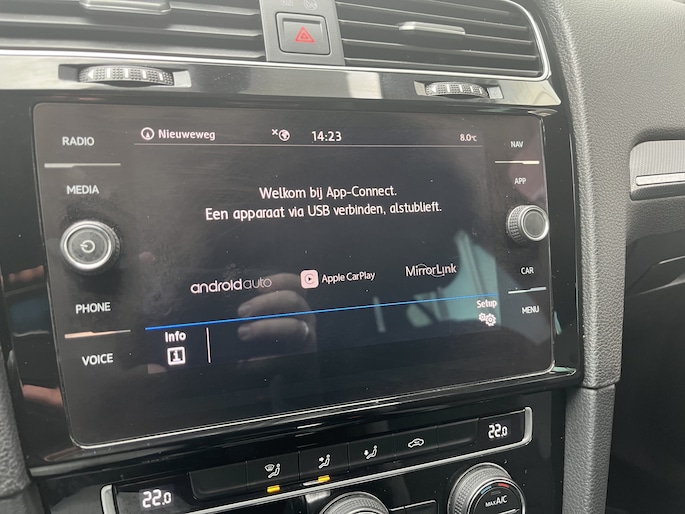 RADIO
MEDIA
PHONE
VOICE
Nieuweweg 14:23 8.0°C
Welkom bij App-Connect.
Een apparaat via USB verbinden, alstublieft.
androidauto Apple CarPlay MirrorLink
Info
Setup
NAV
APP
CAR
MENU
22.0
22.0
MAX A/C